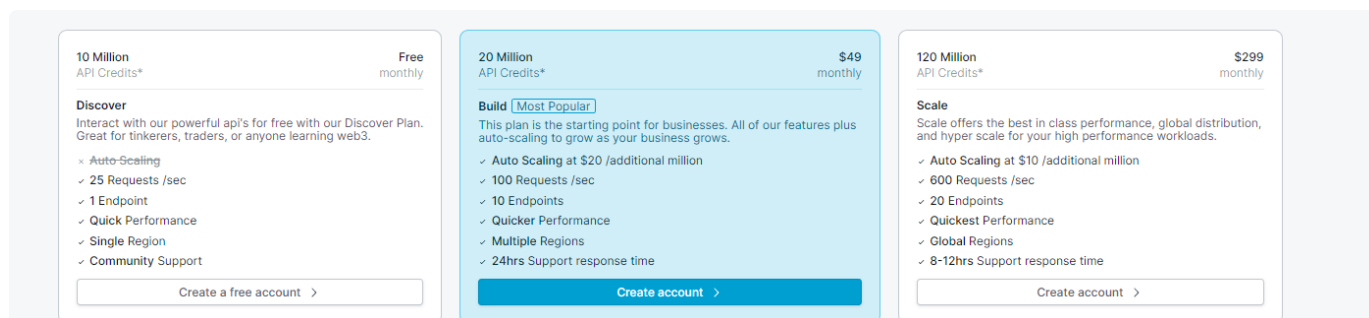 10 Million Free
API Credits* monthly
Discover
Interact with our powerful api's for free with our Discover Plan.
Great for tinkerers, traders, or anyone learning web3.
Auto Scaling
25 Requests /sec
1 Endpoint
Quick Performance
Single Region
Community Support
Create a free account
20 Million $49
API Credits* monthly
Build Most Popular
This plan is the starting point for businesses. All of our features plus
auto-scaling to grow as your business grows.
Auto Scaling at $20 /additional million
100 Requests /sec
10 Endpoints
Quicker Performance
Multiple Regions
24hrs Support response time
Create account
120 Million $299
API Credits* monthly
Scale
Scale offers the best in class performance, global distribution,
and hyper scale for your high performance workloads.
Auto Scaling at $10 /additional million
600 Requests /sec
20 Endpoints
Quickest Performance
Global Regions
8-12hrs Support response time
Create account